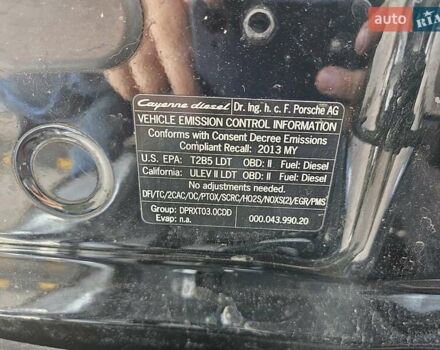 auto RIA
Cayenne diesel Dr. Ing. h. c. F. Porsche AG
VEHICLE EMISSION CONTROL INFORMATION
Conforms with Consent Decree Emissions
Compliant Recall: 2013 MY
U.S. EPA: T2B5 LDT OBD: II Fuel: Diesel
California: ULEV II LDT OBD: II Fuel: Diesel
No adjustments needed.
DFI/TC/2CAC/OC/PTOX/SCRC/HO2S/NOXS(2)/EGR/PMS
Group: DPRXT03.0CDD
Evap: n.a.
000.043.990.20